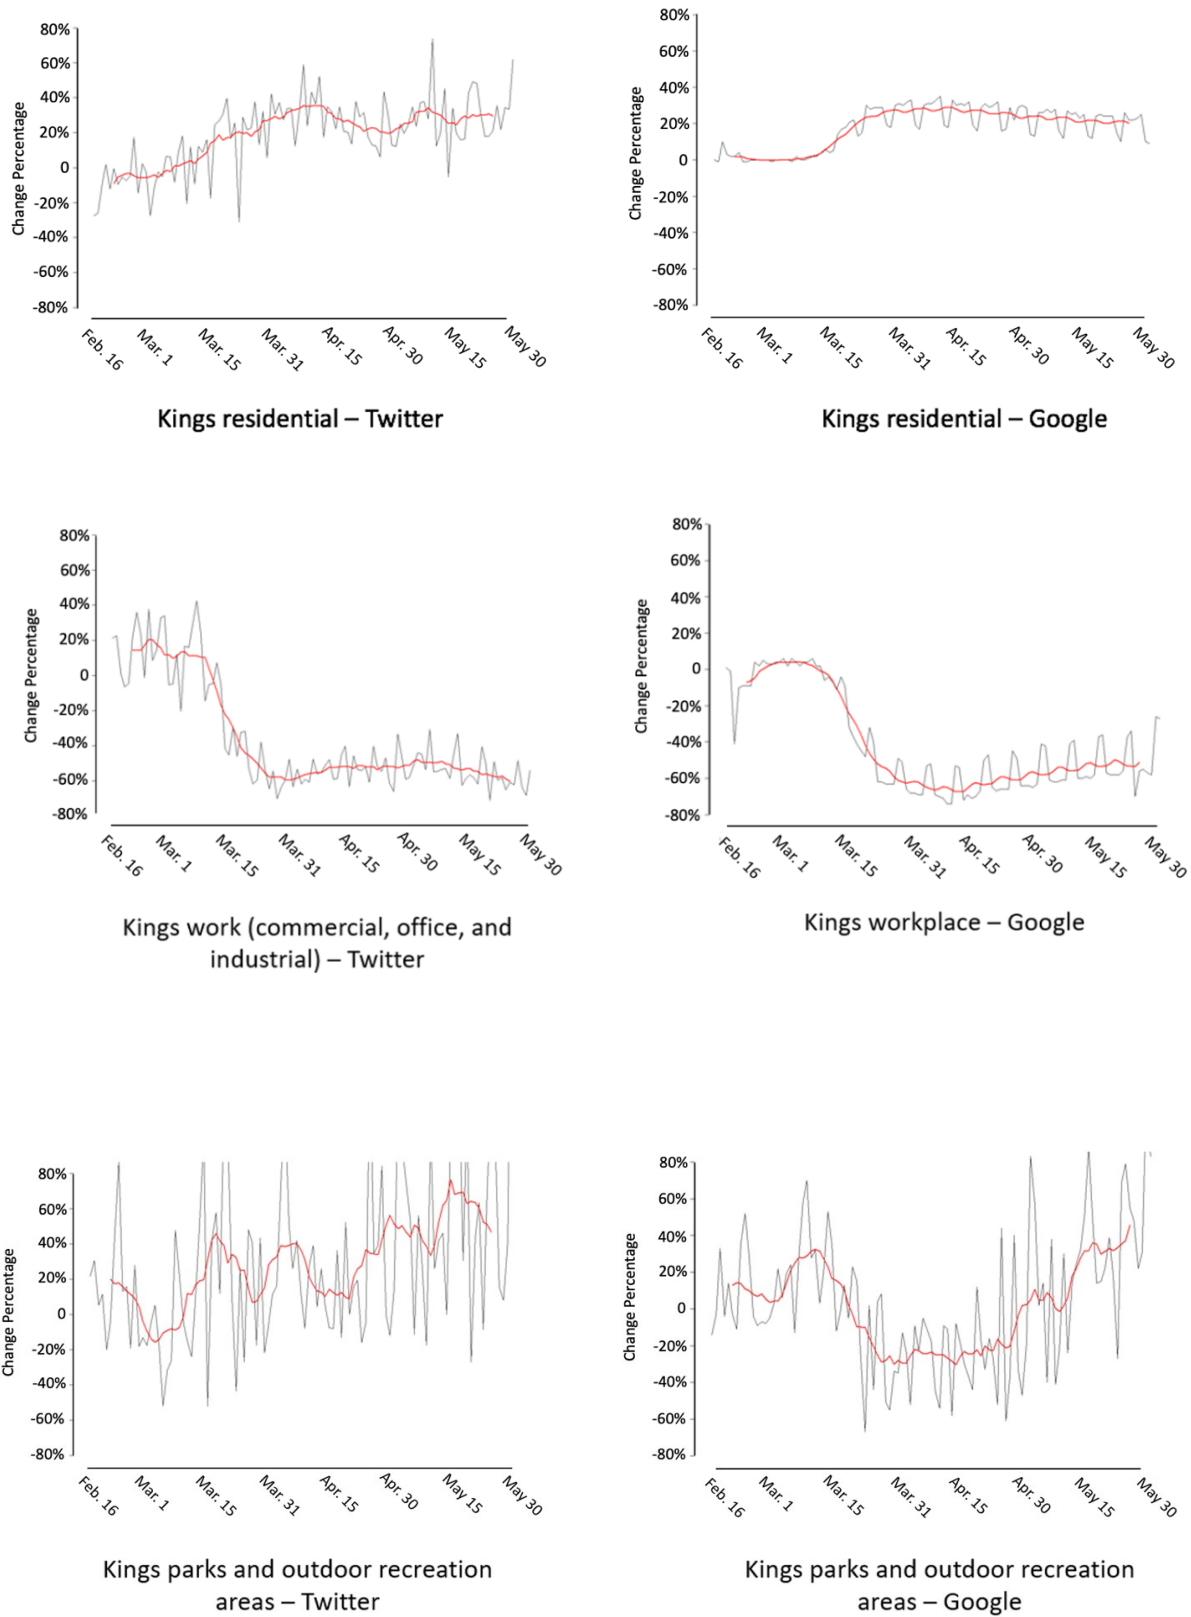 80%
60%
40%
20%
0
-20%
-40%
-60%
-80%
Change Percentage
Feb. 16
Mar. 1
Mar. 15
Mar. 31
Apr. 15
Apr. 30
May 15
May 30
Kings residential – Twitter
80%
60%
40%
20%
0
-20%
-40%
-60%
-80%
Change Percentage
Feb. 16
Mar. 1
Mar. 15
Mar. 31
Apr. 15
Apr. 30
May 15
May 30
Kings residential – Google
80%
60%
40%
20%
0
-20%
-40%
-60%
-80%
Change Percentage
Feb. 16
Mar. 1
Mar. 15
Mar. 31
Apr. 15
Apr. 30
May 15
May 30
Kings work (commercial, office, and
industrial) – Twitter
80%
60%
40%
20%
0
-20%
-40%
-60%
-80%
Change Percentage
Feb. 16
Mar. 1
Mar. 15
Mar. 31
Apr. 15
Apr. 30
May 15
May 30
Kings workplace – Google
80%
60%
40%
20%
0
-20%
-40%
-60%
-80%
Change Percentage
Feb. 16
Mar. 1
Mar. 15
Mar. 31
Apr. 15
Apr. 30
May 15
May 30
Kings parks and outdoor recreation
areas – Twitter
80%
60%
40%
20%
0
-20%
-40%
-60%
-80%
Change Percentage
Feb. 16
Mar. 1
Mar. 15
Mar. 31
Apr. 15
Apr. 30
May 15
May 30
Kings parks and outdoor recreation
areas – Google